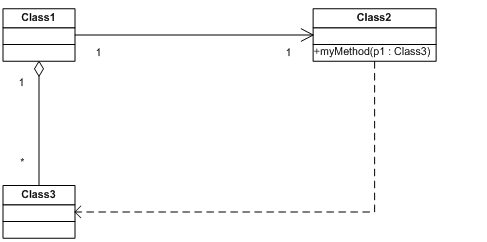 Class1
Class2
+myMethod(p1 : Class3)
1
1
1
*
Class3